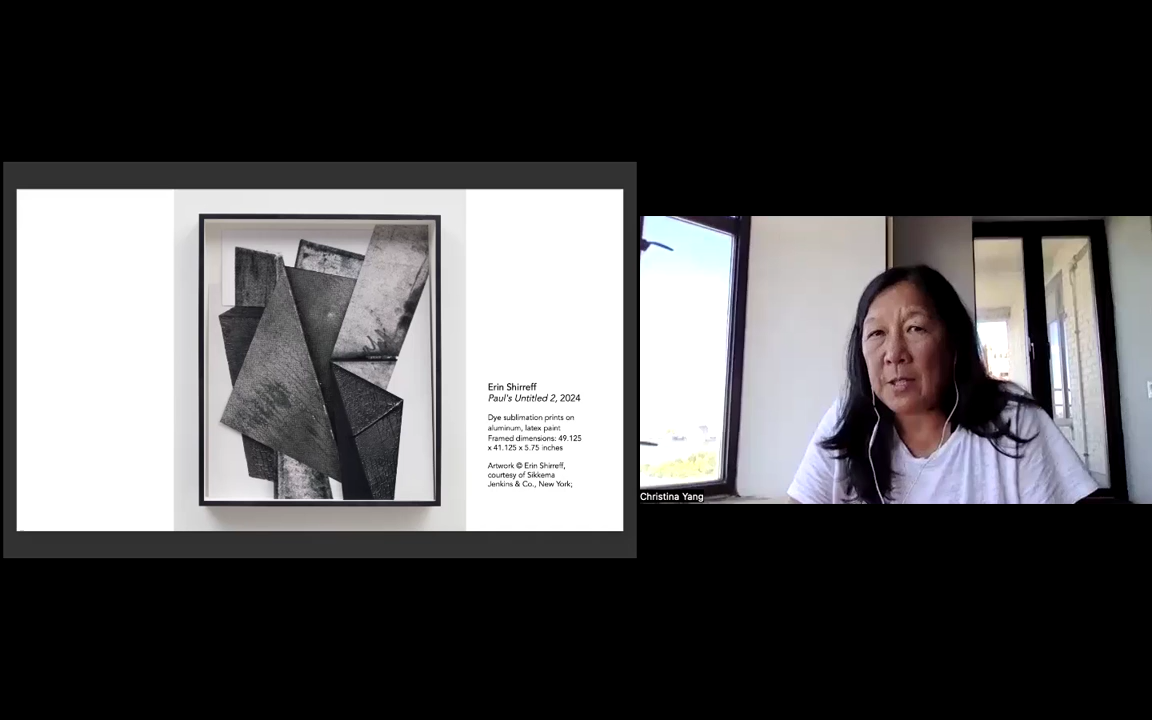 Erin Shirreff
Paul's Untitled 2, 2024
Dye sublimation prints on
aluminum, latex paint
Framed dimensions: 49.125
x 41.125 x 5.75 inches
Artwork © Erin Shirreff,
courtesy of Sikkema
Jenkins & Co., New York;
Christina Yang